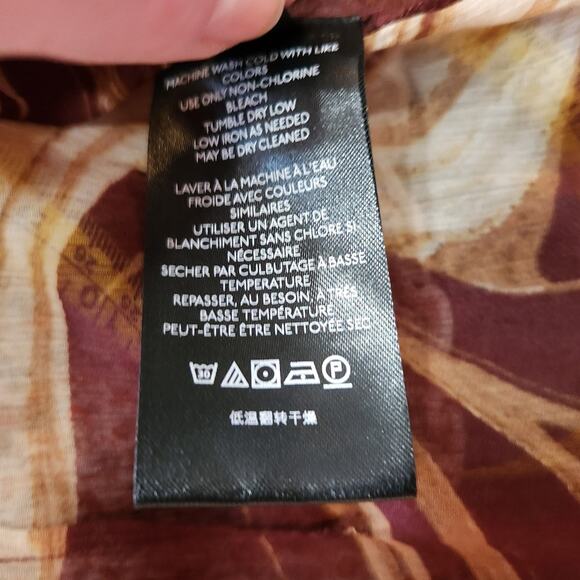 MACHINE WASH COLD WITH LIKE
COLORS
USE ONLY NON-CHLORINE
BLEACH
TUMBLE DRY LOW
LOW IRON AS NEEDED
MAY BE DRY CLEANED
LAVER À LA MACHINE À L'EAU
FROIDE AVEC COULEURS
SIMILAIRES
UTILISER UN AGENT DE
BLANCHIMENT SANS CHLORE, SI
NÉCESSAIRE
SECHER PAR CULBUTAGE À BASSE
TEMPERATURE
REPASSER, AU BESOIN, À TRÈS
BASSE TEMPÉRATURE
PEUT-ÊTRE ÊTRE NETTOYÉE SEC
30
P
低温翻转干燥